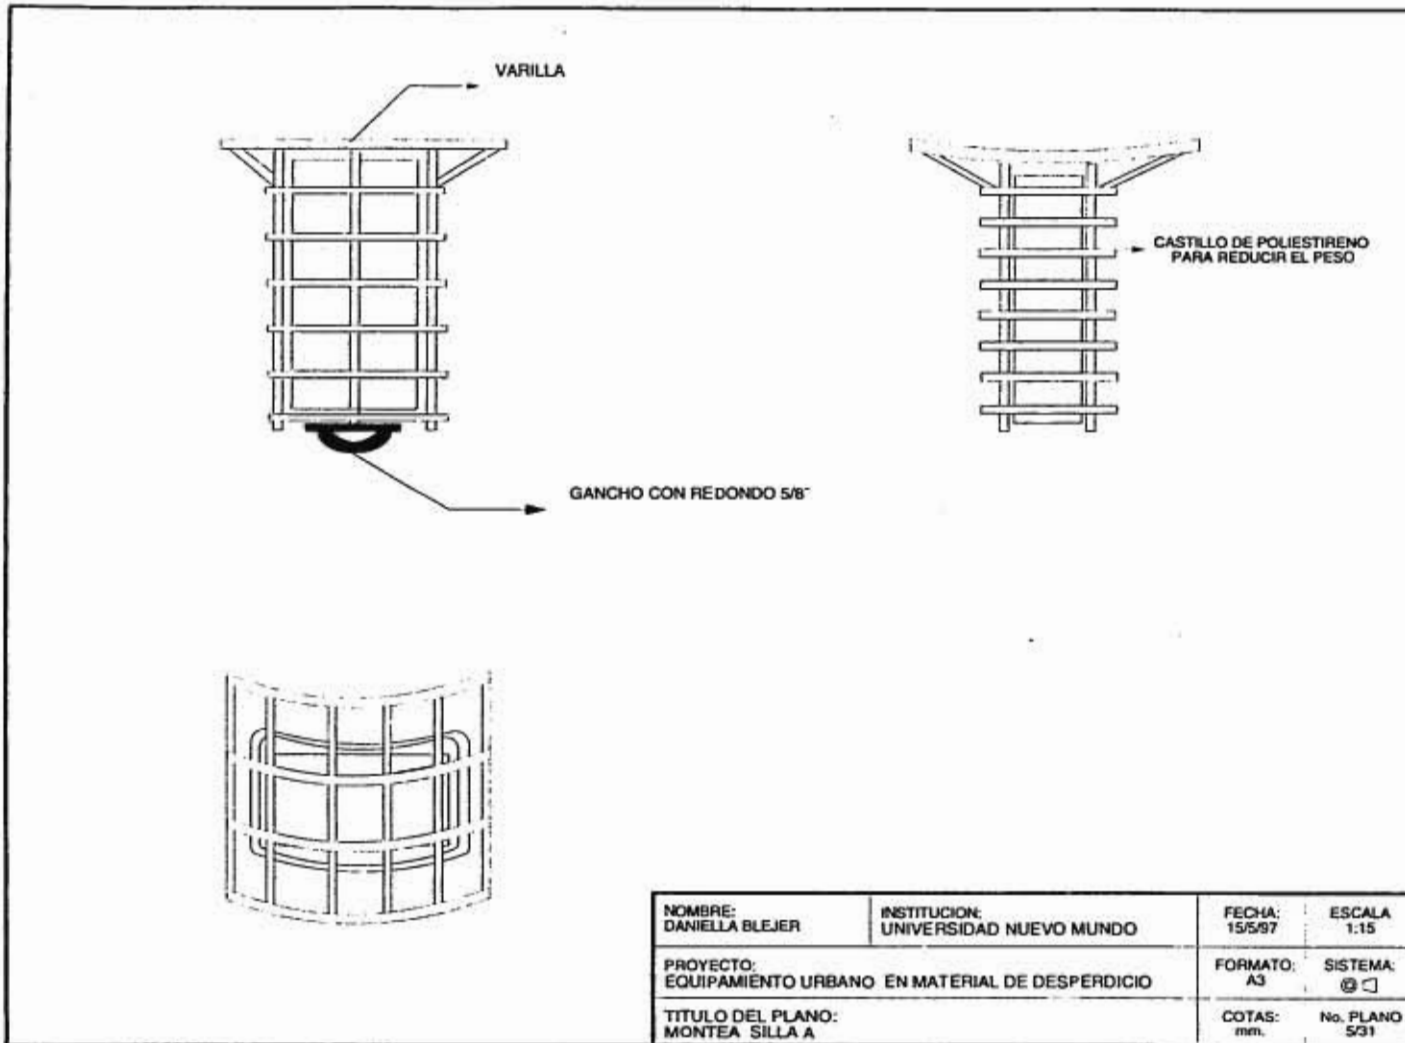 VARILLA
CASTILLO DE POLIESTIRENO
PARA REDUCIR EL PESO
GANCHO CON REDONDO 5/8"
NOMBRE:
DANIELLA BLEJER
INSTITUCION:
UNIVERSIDAD NUEVO MUNDO
FECHA:
15/5/97
ESCALA
1:15
PROYECTO:
EQUIPAMIENTO URBANO EN MATERIAL DE DESPERDICIO
FORMATO:
A3
SISTEMA:
TITULO DEL PLANO:
MONTEA SILLA A
COTAS:
mm.
No. PLANO
5/31